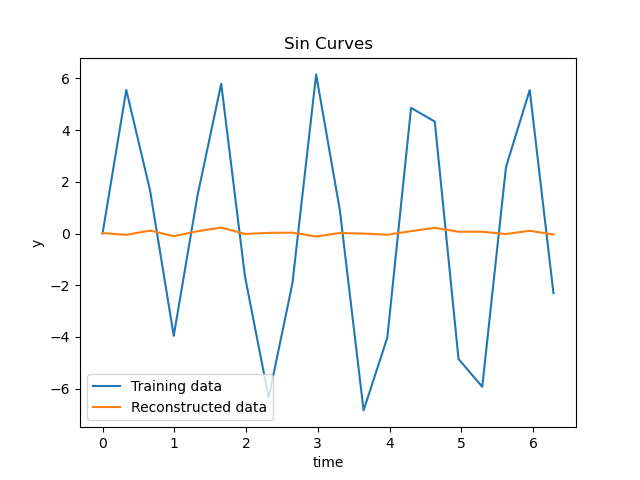 Sin Curves
6
4
2
0
−2
−4
−6
y
Training data
Reconstructed data
0 1 2 3 4 5 6
time